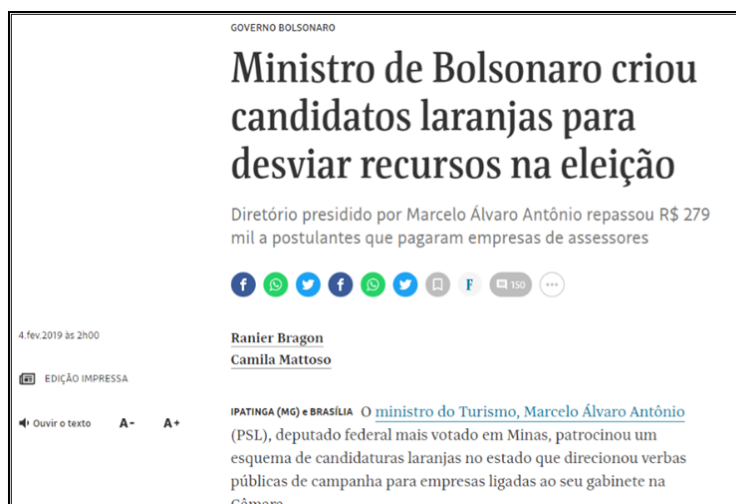 GOVERNO BOLSONARO
Ministro de Bolsonaro criou
candidatos laranjas para
desviar recursos na eleição
Diretório presidido por Marcelo Álvaro Antônio repassou R$ 279
mil a postulantes que pagaram empresas de assessores
F 150
4.fev.2019 às 2h00
EDIÇÃO IMPRESSA
Ouvir o texto A- A+
Ranier Bragon
Camila Mattoso
IPATINGA (MG) e BRASÍLIA O ministro do Turismo, Marcelo Álvaro Antônio
(PSL), deputado federal mais votado em Minas, patrocinou um
esquema de candidaturas laranjas no estado que direcionou verbas
públicas de campanha para empresas ligadas ao seu gabinete na